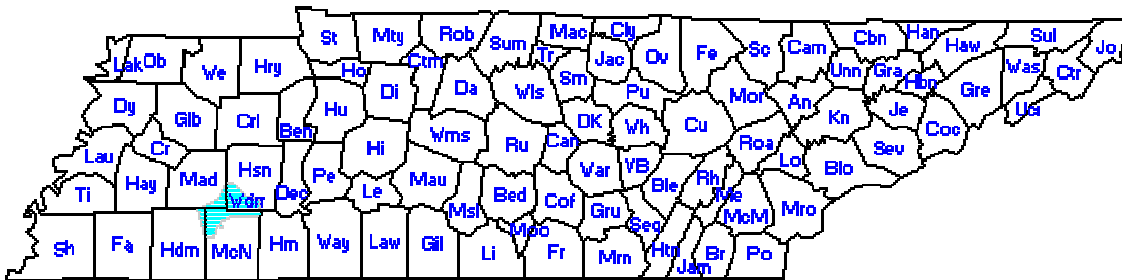 St Mty Rob Sum Mac Cly Ov Fe Sc Cam Cbn Han Haw Sul Jo
Lak Ob We Hry Ho Ctm Tr Jac Unn Gra Hbn Was Ctr
Dy Glb Crl Ben Hu Di Da Wls Sm Pu Mor An Kn Je Gre Uci
Cr Wms Ru Can DK Wh Cu Roa Coc
Lau Hay Mad Hsn Pe Hi Mau War VB Rh Lo Blo Sev
Ti Wdn Dec Le Msl Bed Cof Gru Ble Me Mro
Sh Fa Hdm McN Hrn Way Law Gil Li Moo Fr Mrn Seq Htn Jam Br McM Po